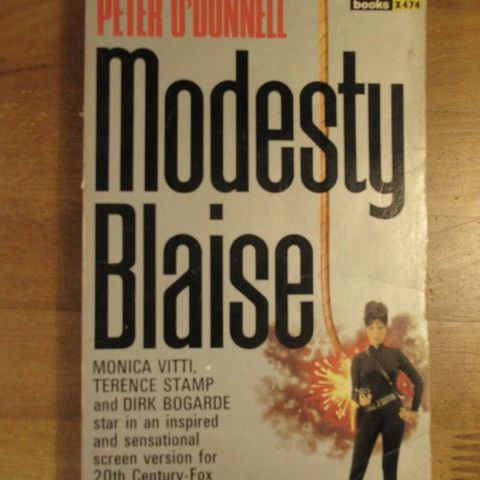 PETER O'DONNELL
books X474
Modesty
Blaise
MONICA VITTI,
TERENCE STAMP
and DIRK BOGARDE
star in an inspired
and sensational
screen version for
20th Century-Fox